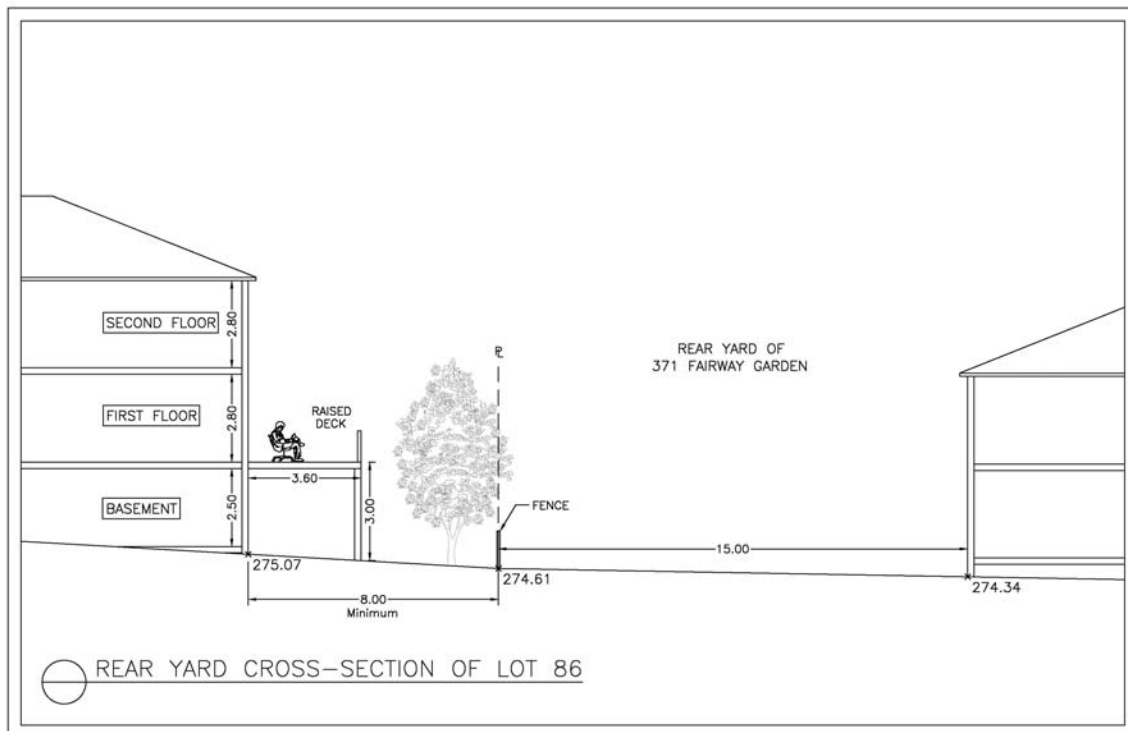 SECOND FLOOR
2.80
FIRST FLOOR
2.80
RAISED
DECK
3.60
BASEMENT
2.50
3.00
℄
REAR YARD OF
371 FAIRWAY GARDEN
FENCE
15.00
275.07
274.61
274.34
8.00
Minimum
REAR YARD CROSS-SECTION OF LOT 86